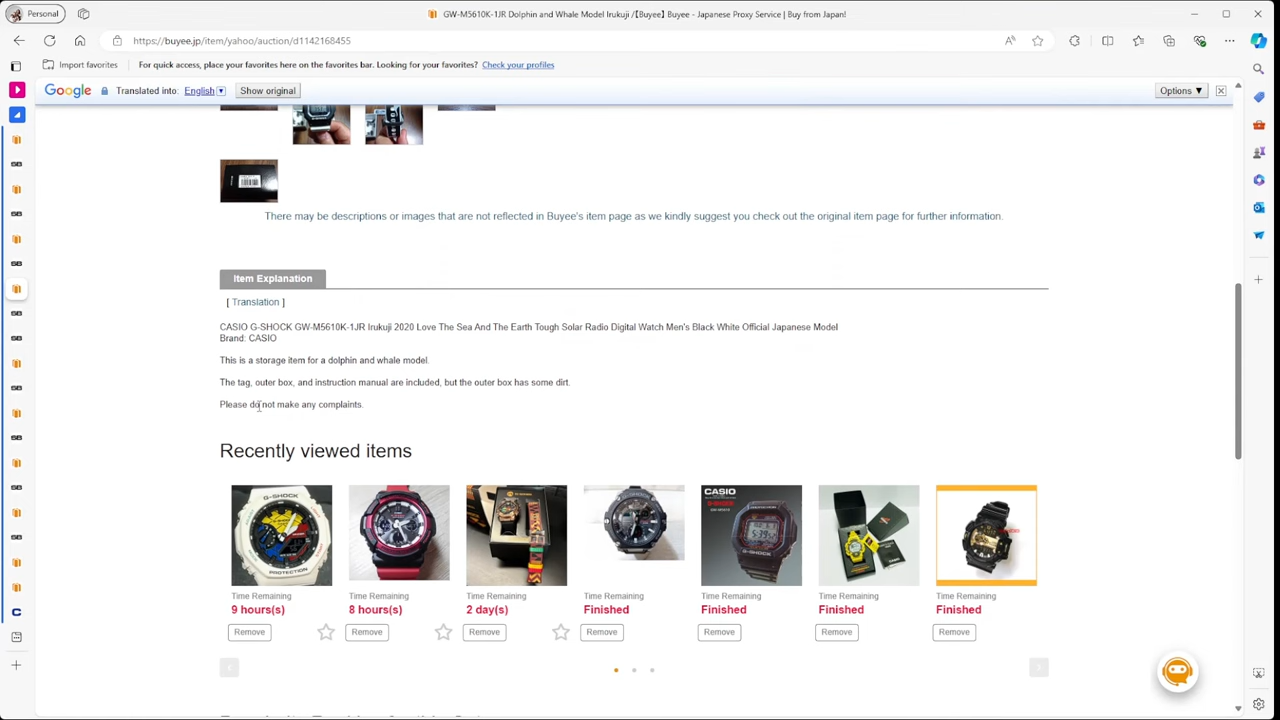 Personal
GW-M5610K-1JR Dolphin and Whale Model Irukuji /【Buyee】 Buyee - Japanese Proxy Service | Buy from Japan!
https://buyee.jp/item/yahoo/auction/d1142168455
Import favorites
For quick access, place your favorites here on the favorites bar. Looking for your favorites? Check your profiles
Google Translated into: English Show original Options ▼
There may be descriptions or images that are not reflected in Buyee's item page as we kindly suggest you check out the original item page for further information.
Item Explanation
[ Translation ]
CASIO G-SHOCK GW-M5610K-1JR Irukuji 2020 Love The Sea And The Earth Tough Solar Radio Digital Watch Men's Black White Official Japanese Model
Brand: CASIO
This is a storage item for a dolphin and whale model.
The tag, outer box, and instruction manual are included, but the outer box has some dirt.
Please do not make any complaints.
Recently viewed items
G-SHOCK
PROTECTION
CASIO
G-SHOCK
Time Remaining Time Remaining Time Remaining Time Remaining Time Remaining Time Remaining Time Remaining
9 hours(s) 8 hours(s) 2 day(s) Finished Finished Finished Finished
Remove Remove Remove Remove Remove Remove Remove